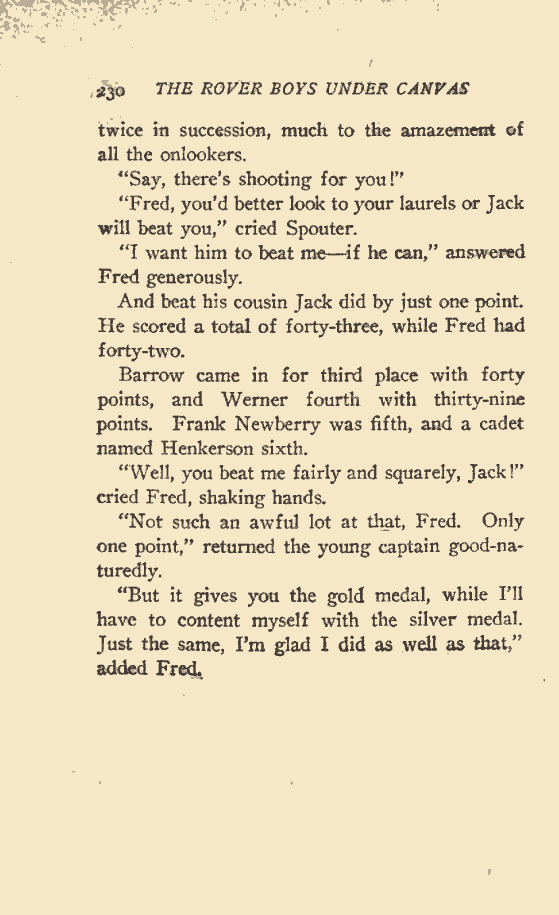 230 THE ROVER BOYS UNDER CANVAS
twice in succession, much to the amazement of
all the onlookers.
"Say, there's shooting for you!"
"Fred, you'd better look to your laurels or Jack
will beat you," cried Spouter.
"I want him to beat me—if he can," answered
Fred generously.
And beat his cousin Jack did by just one point.
He scored a total of forty-three, while Fred had
forty-two.
Barrow came in for third place with forty
points, and Werner fourth with thirty-nine
points. Frank Newberry was fifth, and a cadet
named Henkerson sixth.
"Well, you beat me fairly and squarely, Jack!"
cried Fred, shaking hands.
"Not such an awful lot at that, Fred. Only
one point," returned the young captain good-na-
turedly.
"But it gives you the gold medal, while I'll
have to content myself with the silver medal.
Just the same, I'm glad I did as well as that,"
added Fred.